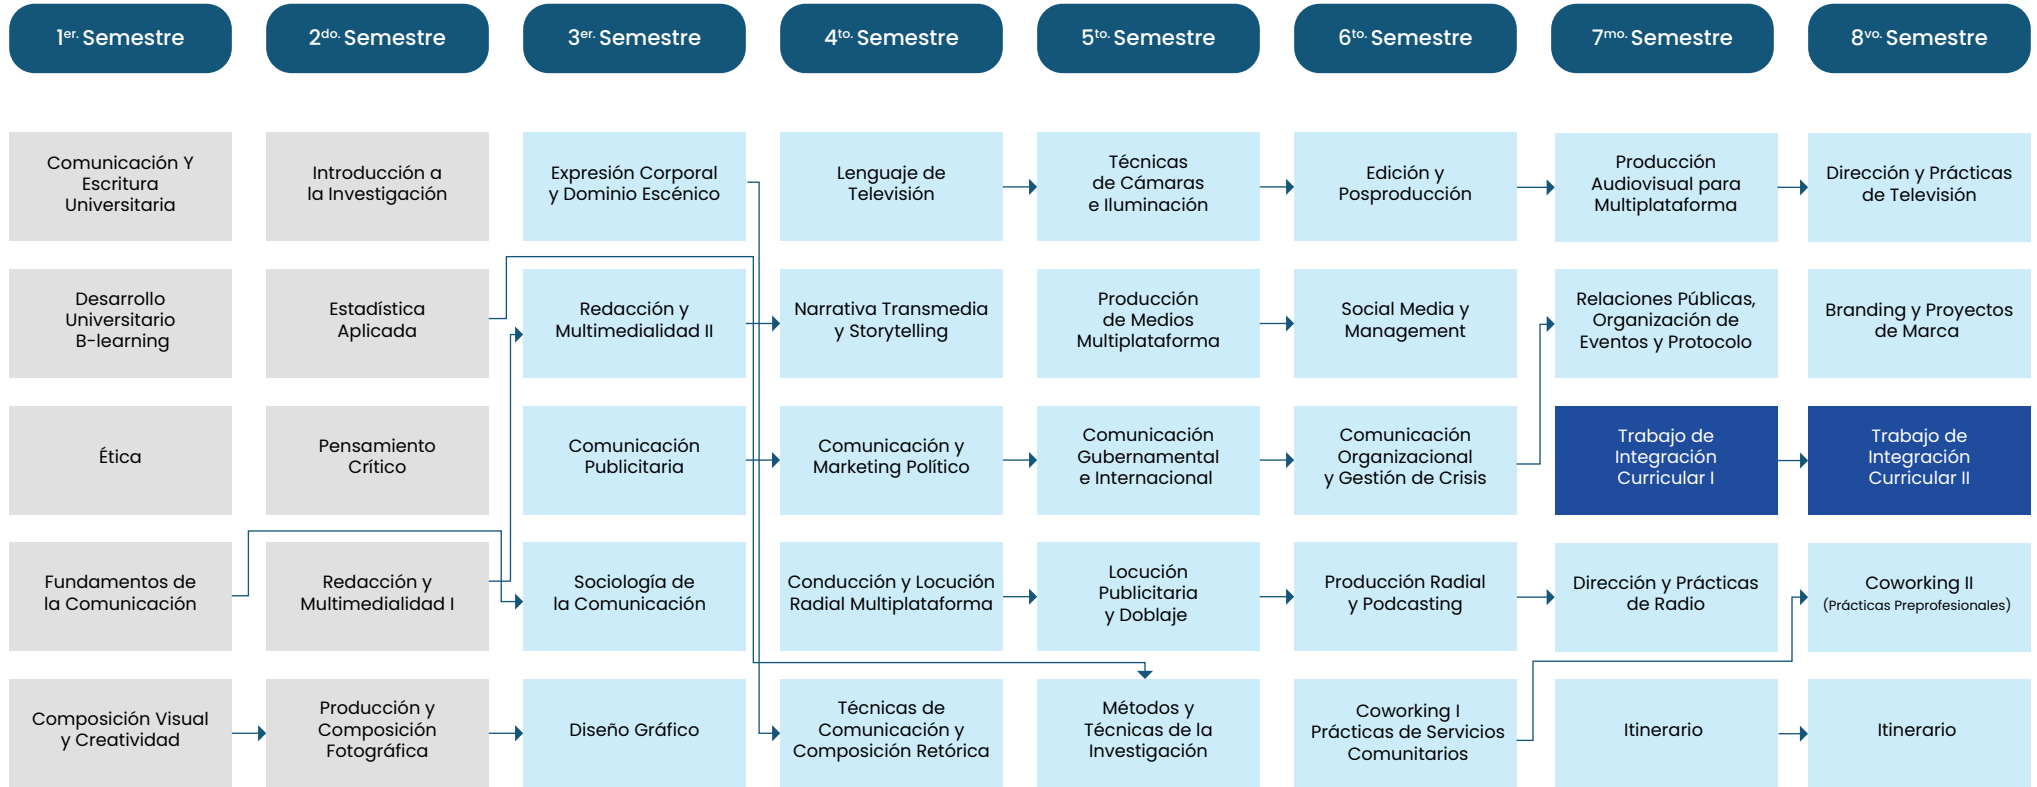 1er. Semestre
2do. Semestre
3er. Semestre
4to. Semestre
5to. Semestre
6to. Semestre
7mo. Semestre
8vo. Semestre
Comunicación Y
Escritura
Universitaria
Introducción a
la Investigación
Expresión Corporal
y Dominio Escénico
Lenguaje de
Televisión
Técnicas
de Cámaras
e Iluminación
Edición y
Posproducción
Producción
Audiovisual para
Multiplataforma
Dirección y Prácticas
de Televisión
Desarrollo
Universitario
B-learning
Estadística
Aplicada
Redacción y
Multimedialidad II
Narrativa Transmedia
y Storytelling
Producción
de Medios
Multiplataforma
Social Media y
Management
Relaciones Públicas,
Organización de
Eventos y Protocolo
Branding y Proyectos
de Marca
Ética
Pensamiento
Crítico
Comunicación
Publicitaria
Comunicación y
Marketing Político
Comunicación
Gubernamental
e Internacional
Comunicación
Organizacional
y Gestión de Crisis
Trabajo de
Integración
Curricular I
Trabajo de
Integración
Curricular II
Fundamentos de
la Comunicación
Redacción y
Multimedialidad I
Sociología de
la Comunicación
Conducción y Locución
Radial Multiplataforma
Locución
Publicitaria
y Doblaje
Producción Radial
y Podcasting
Dirección y Prácticas
de Radio
Coworking II
(Prácticas Preprofesionales)
Composición Visual
y Creatividad
Producción y
Composición
Fotográfica
Diseño Gráfico
Técnicas de
Comunicación y
Composición Retórica
Métodos y
Técnicas de la
Investigación
Coworking I
Prácticas de Servicios
Comunitarios
Itinerario
Itinerario